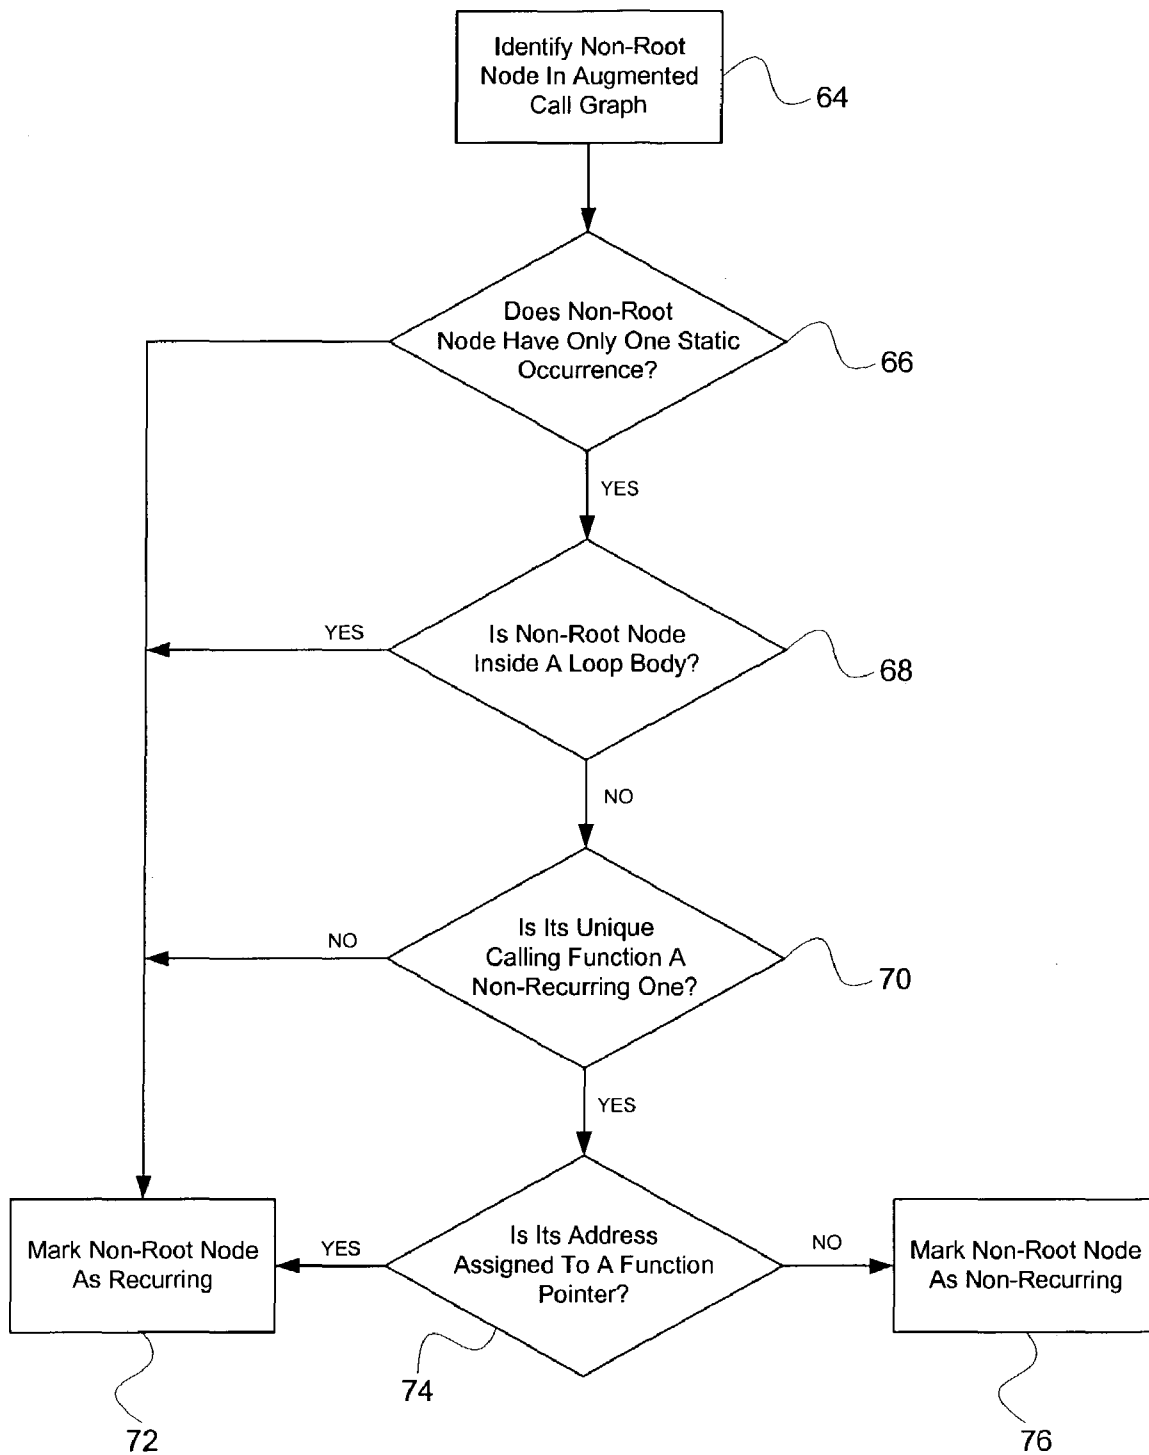 Identify Non-Root
Node In Augmented
Call Graph
64
Does Non-Root
Node Have Only One Static
Occurrence?
66
YES
Is Non-Root Node
Inside A Loop Body?
YES
68
NO
Is Its Unique
Calling Function A
Non-Recurring One?
NO
70
YES
Mark Non-Root Node
As Recurring
YES
Is Its Address
Assigned To A Function
Pointer?
NO
Mark Non-Root Node
As Non-Recurring
74
72
76